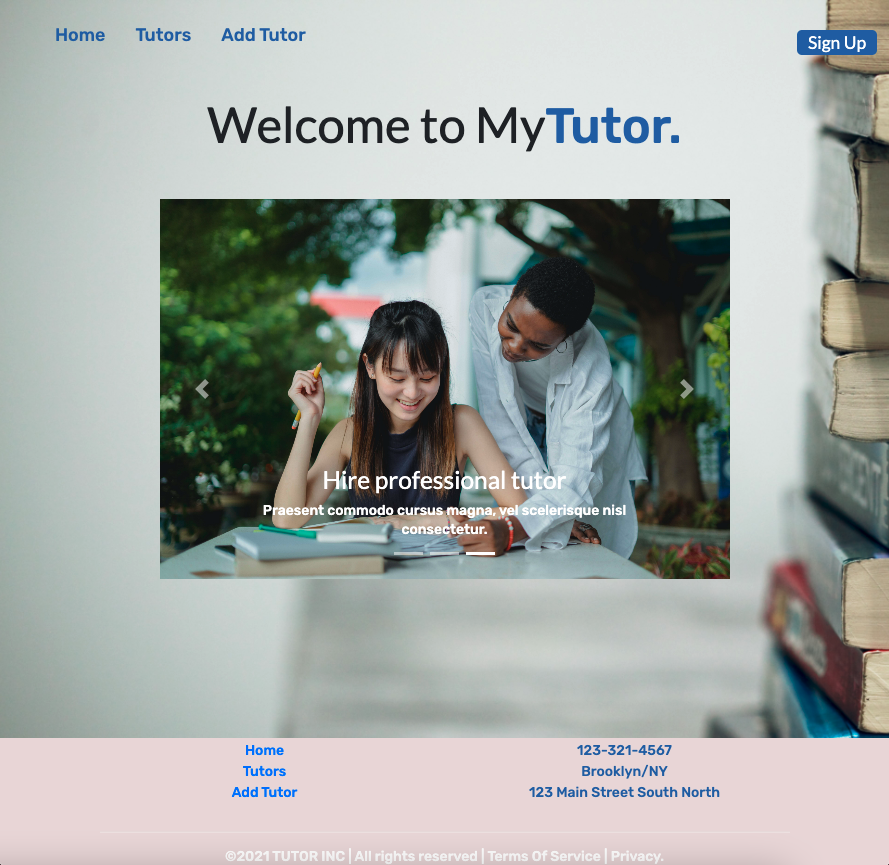 Home Tutors Add Tutor Sign Up
Welcome to MyTutor.
Hire professional tutor
Praesent commodo cursus magna, vel scelerisque nisl
consectetur.
Home
Tutors
Add Tutor
123-321-4567
Brooklyn/NY
123 Main Street South North
©2021 TUTOR INC | All rights reserved | Terms Of Service | Privacy.